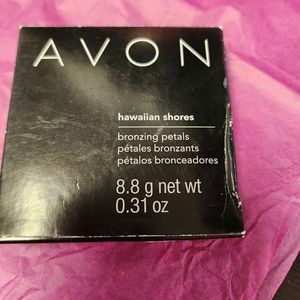 AVON
hawaiian shores
bronzing petals
pétales bronzants
pétalos bronceadores
8.8 g net wt
0.31 oz